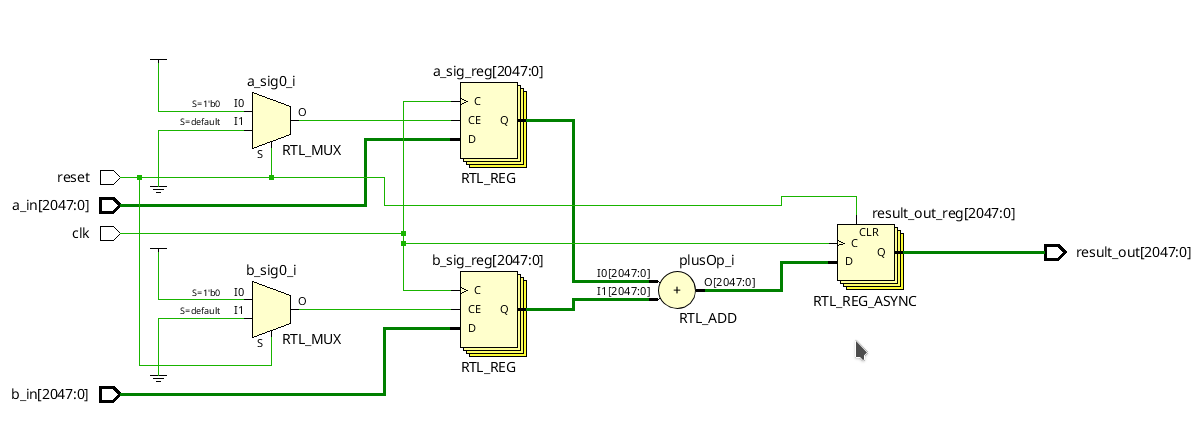 a_sig0_i
S=1'b0 I0
S=default I1
O
S
RTL_MUX
a_sig_reg[2047:0]
C
CE Q
D
RTL_REG
reset
a_in[2047:0]
clk
result_out_reg[2047:0]
CLR
C
D Q
RTL_REG_ASYNC
result_out[2047:0]
b_sig0_i
S=1'b0 I0
S=default I1
O
S
RTL_MUX
b_sig_reg[2047:0]
C
CE Q
D
RTL_REG
plusOp_i
I0[2047:0]
I1[2047:0]
+
O[2047:0]
RTL_ADD
b_in[2047:0]